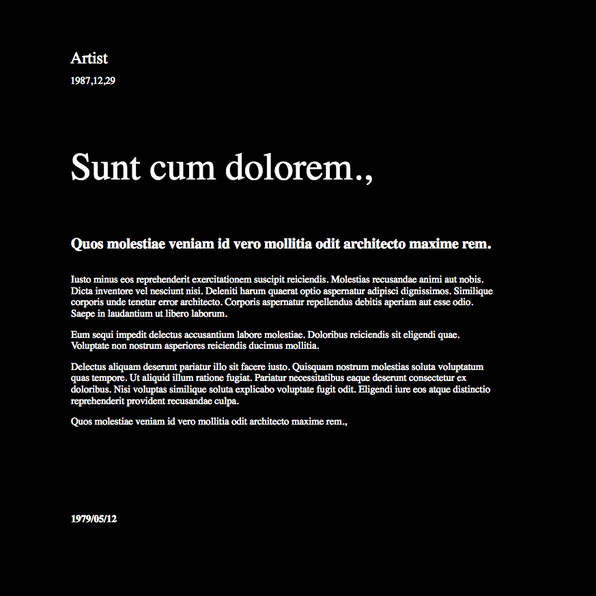 Artist
1987,12,29
Sunt cum dolorem.,
Quos molestiae veniam id vero mollitia odit architecto maxime rem.
Iusto minus eos reprehenderit exercitationem suscipit reiciendis. Molestias recusandae animi aut nobis.
Dicta inventore vel nesciunt nisi. Deleniti harum quaerat optio aspernatur adipisci dignissimos. Similique
corporis unde tenetur error architecto. Corporis aspernatur repellendus debitis aperiam aut esse odio.
Saepe in laudantium ut libero laborum.
Eum sequi impedit delectus accusantium labore molestiae. Doloribus reiciendis sit eligendi quae.
Voluptate non nostrum asperiores reiciendis ducimus mollitia.
Delectus aliquam deserunt pariatur illo sit facere iusto. Quisquam nostrum molestias soluta voluptatum
quas tempore. Ut aliquid illum ratione fugiat. Pariatur necessitatibus eaque deserunt consectetur ex
doloribus. Nisi voluptas similique soluta explicabo voluptate fugit odit. Eligendi iure eos atque distinctio
reprehenderit provident recusandae culpa.
Quos molestiae veniam id vero mollitia odit architecto maxime rem.,
1979/05/12